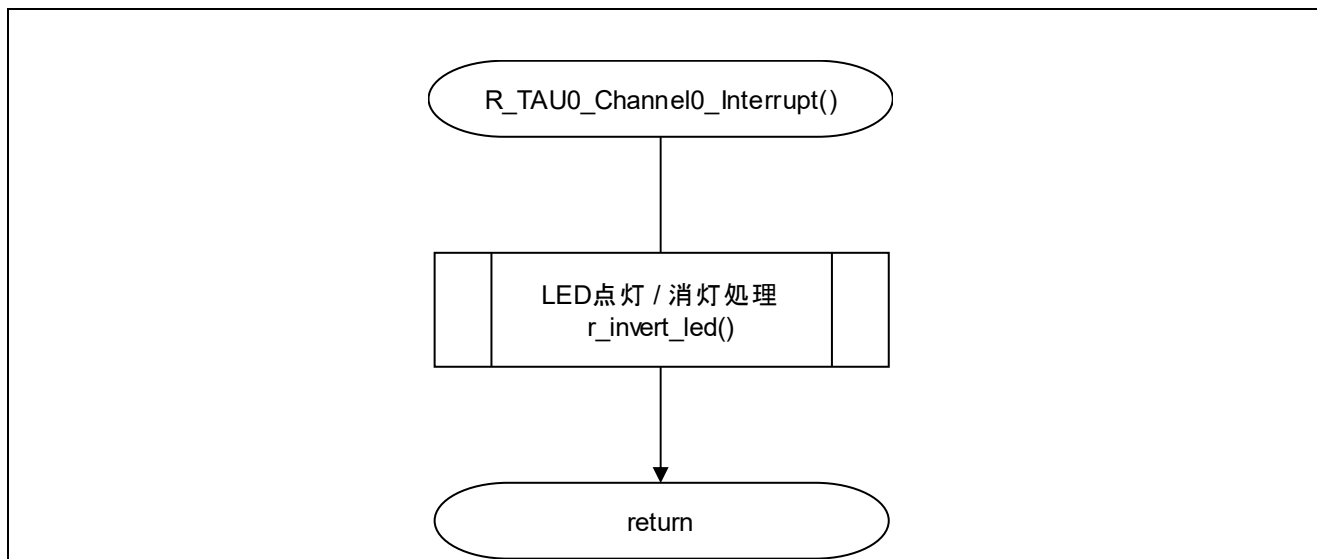 R_TAU0_Channel0_Interrupt()
LED点灯 / 消灯処理
r_invert_led()
return